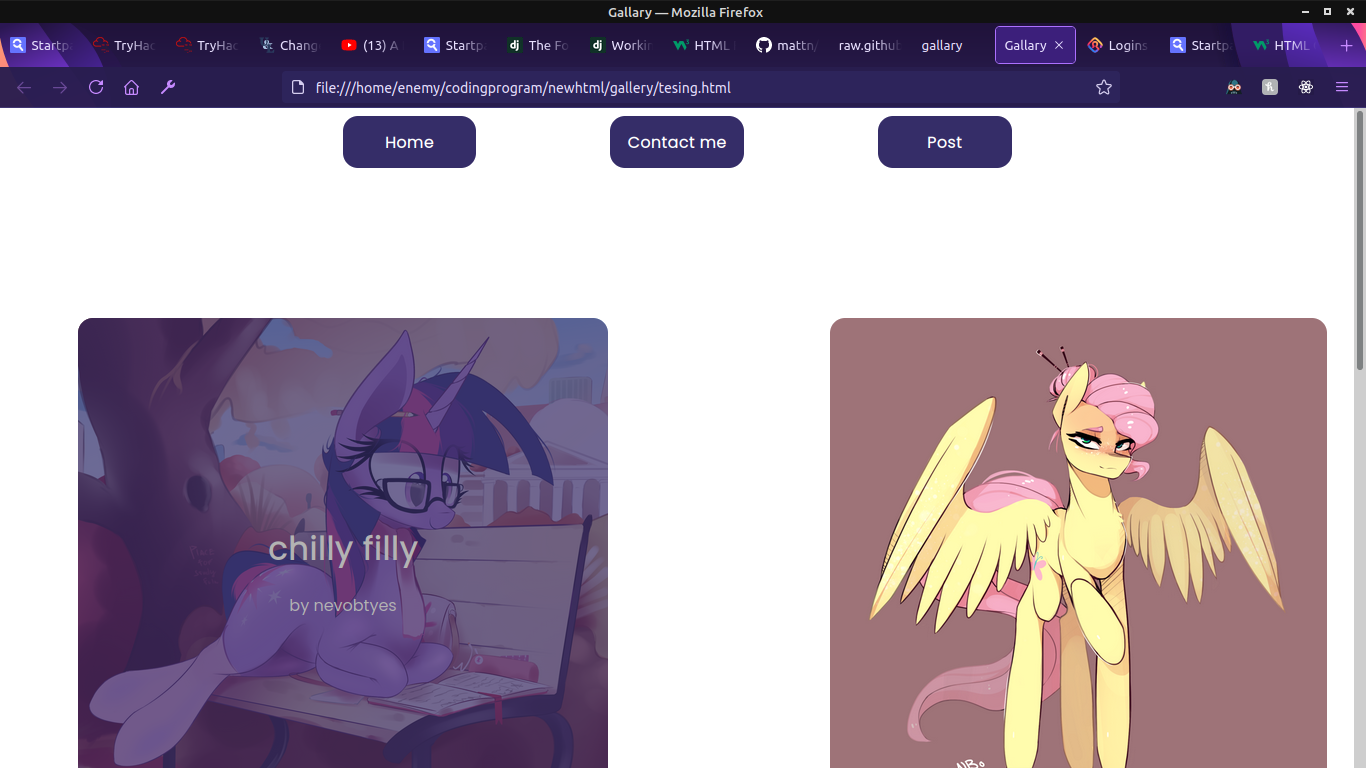 Gallary — Mozilla Firefox
Startp
TryHac
TryHac
Chang
(13) A
Startp
The Fo
Workin
HTML
mattn/
raw.githu
gallery
Gallary
Logins
Startp
HTML
file:///home/enemy/codingprogram/newhtml/gallery/tesing.html
Home
Contact me
Post
chilly filly
by nevobtyes